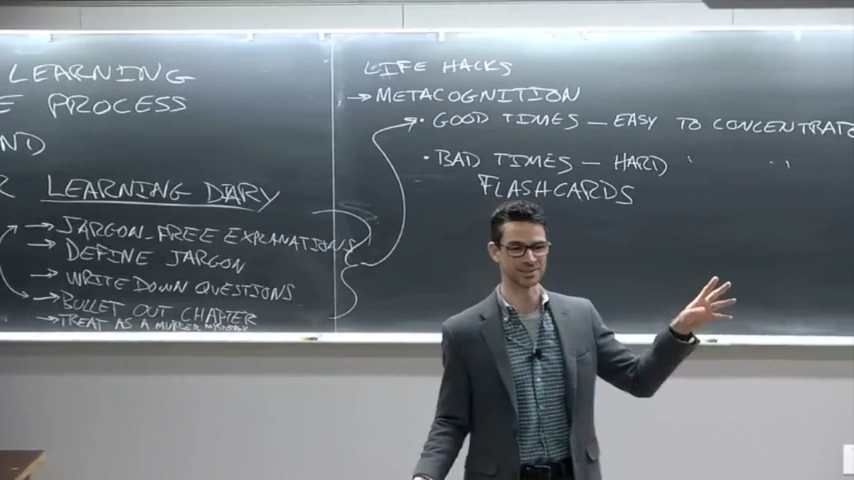 LEARNING
E PROCESS
ND
R LEARNING DIARY
→ JARGON-FREE EXPLANATIONS
→ DEFINE JARGON
→ WRITE DOWN QUESTIONS
→ BULLET OUT CHAPTER
→ TREAT AS A MURDER MYSTERY
LIFE HACKS
→ METACOGNITION
• GOOD TIMES — EASY TO CONCENTRATE
• BAD TIMES — HARD " "
FLASHCARDS